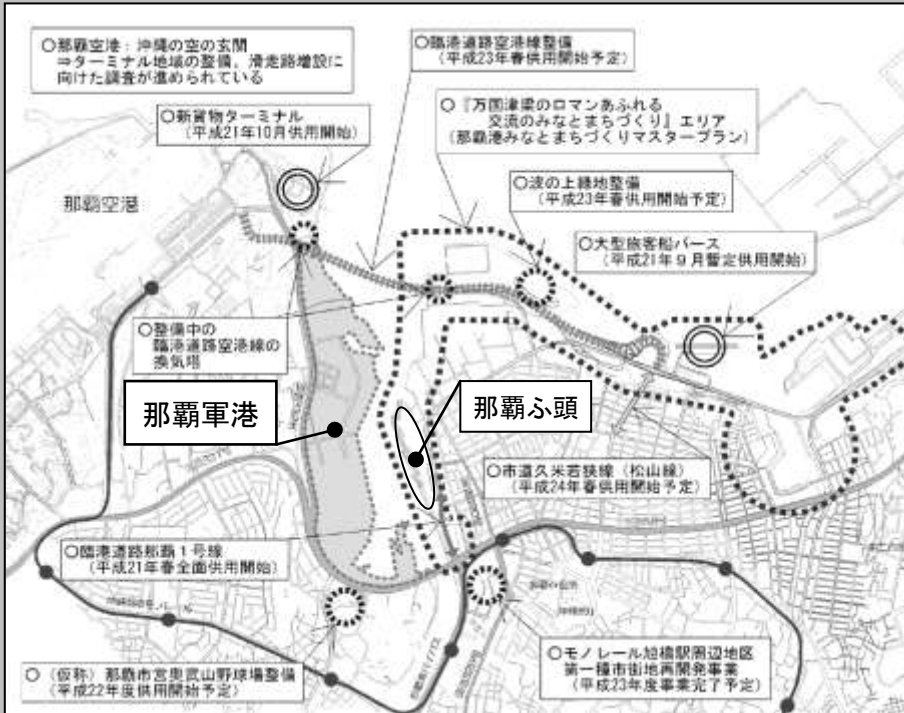 ○那覇空港：沖縄の空の玄関
⇒ターミナル地域の整備、滑走路増設に
向けた調査が進められている
○臨港道路空港線整備
（平成23年春供用開始予定）
○新貨物ターミナル
（平成21年10月供用開始）
○『万国津梁のロマンあふれる
交流のみなとまちづくり』エリア
（那覇港みなとまちづくりマスタープラン）
○波の上緑地整備
（平成23年春供用開始予定）
那覇空港
○大型旅客船バース
（平成21年９月暫定供用開始）
○整備中の
臨港道路空港線の
換気塔
那覇軍港
那覇ふ頭
○市道久米若狭線（松山線）
（平成24年春供用開始予定）
○臨港道路那覇１号線
（平成21年春全面供用開始）
○（仮称）那覇市営奥武山野球場整備
（平成22年度供用開始予定）
○モノレール旭橋駅周辺地区
第一種市街地再開発事業
（平成23年度事業完了予定）